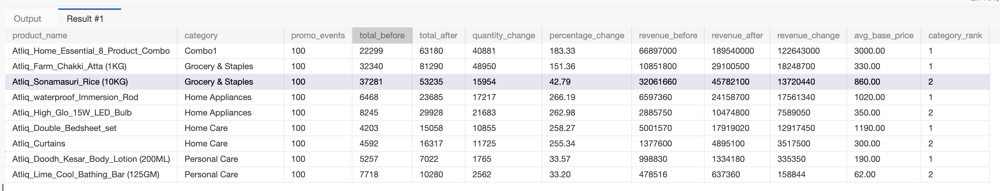 Output Result #1
product_name category promo_events total_before total_after quantity_change percentage_change revenue_before revenue_after revenue_change avg_base_price category_rank
Atliq_Home_Essential_8_Product_Combo Combo1 100 22299 63180 40881 183.33 66897000 189540000 122643000 3000.00 1
Atliq_Farm_Chakki_Atta (1KG) Grocery & Staples 100 32340 81290 48950 151.36 10851800 29100500 18248700 330.00 1
Atliq_Sonamasuri_Rice (10KG) Grocery & Staples 100 37281 53235 15954 42.79 32061660 45782100 13720440 860.00 2
Atliq_waterproof_Immersion_Rod Home Appliances 100 6468 23685 17217 266.19 6597360 24158700 17561340 1020.00 1
Atliq_High_Glo_15W_LED_Bulb Home Appliances 100 8245 29928 21683 262.98 2885750 10474800 7589050 350.00 2
Atliq_Double_Bedsheet_set Home Care 100 4203 15058 10855 258.27 5001570 17919020 12917450 1190.00 1
Atliq_Curtains Home Care 100 4592 16317 11725 255.34 1377600 4895100 3517500 300.00 2
Atliq_Doodh_Kesar_Body_Lotion (200ML) Personal Care 100 5257 7022 1765 33.57 998830 1334180 335350 190.00 1
Atliq_Lime_Cool_Bathing_Bar (125GM) Personal Care 100 7718 10280 2562 33.20 478516 637360 158844 62.00 2